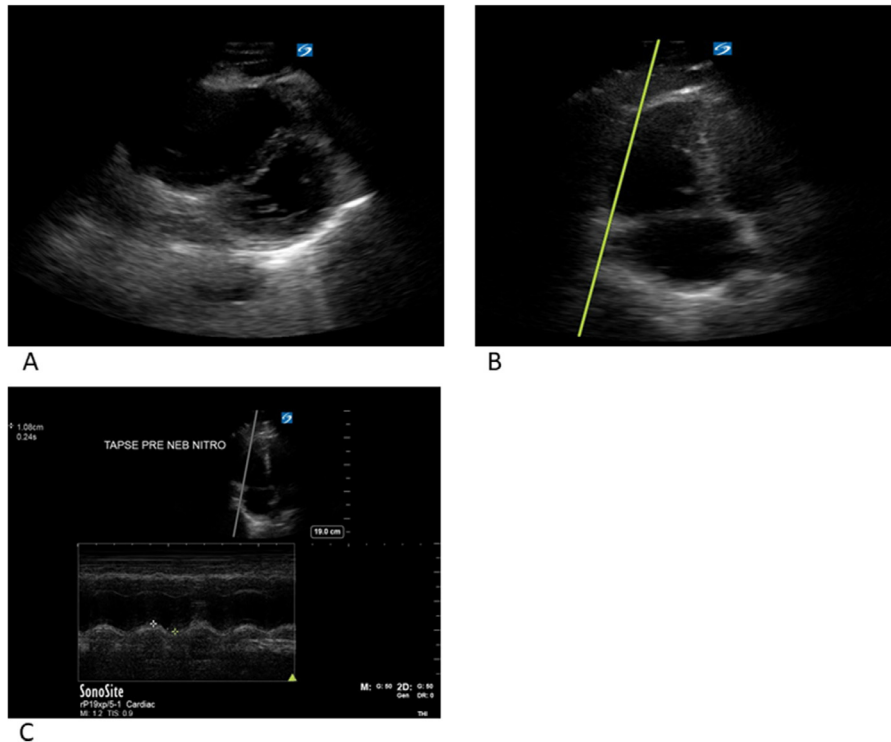 A
B
1.08cm
0.24s
TAPSE PRE NEB NITRO
19.0 cm
SonoSite
rP19xp/5-1 Cardiac
MI: 1.2 TIS: 0.9
M: G: 50 2D: G: 50
Gen DR: 0
THI
C